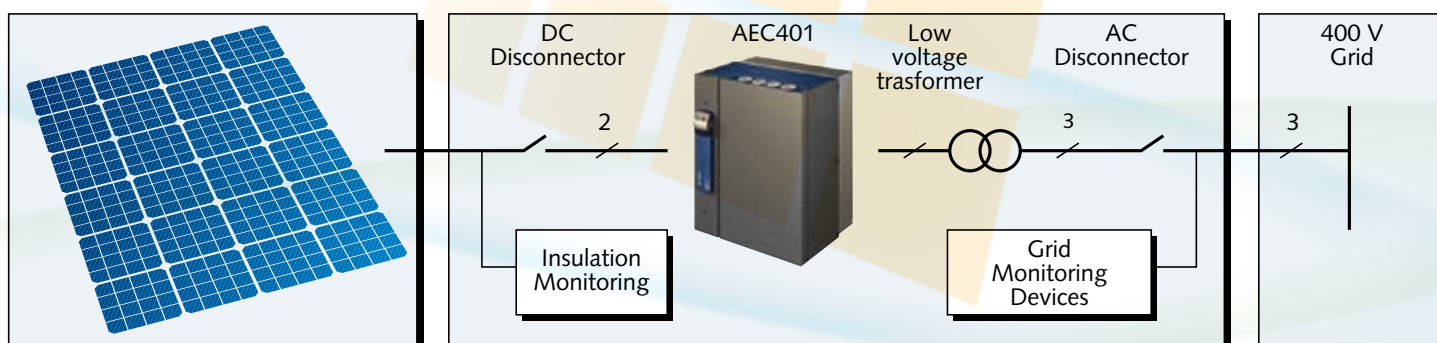 DC
Disconnector
AEC401
Low
voltage
trasformer
AC
Disconnector
400 V
Grid
2
3
3
Insulation
Monitoring
Grid
Monitoring
Devices